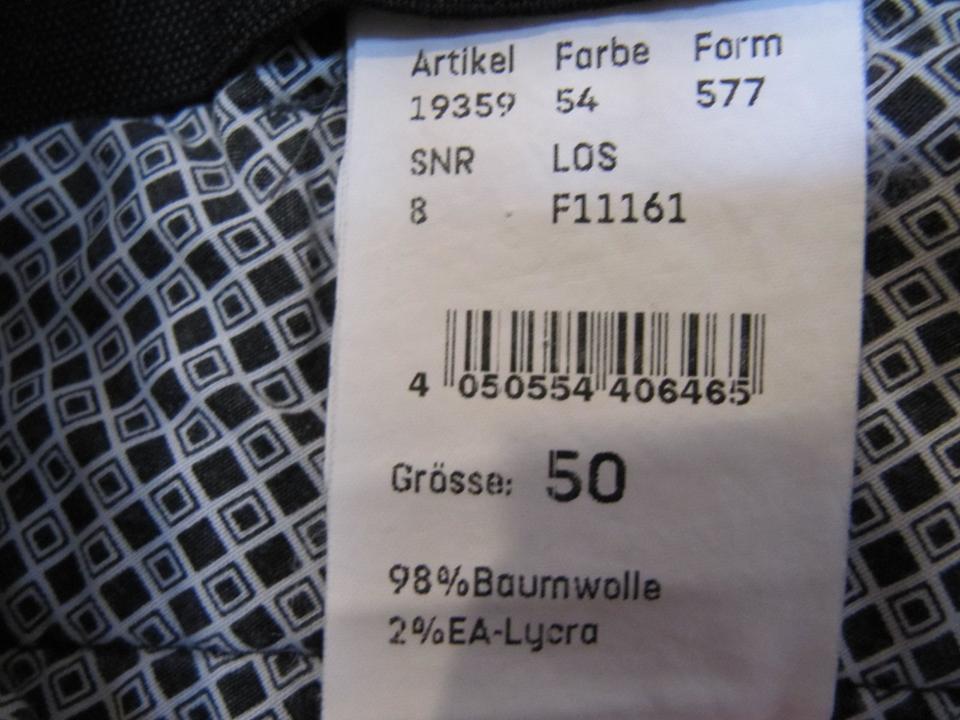 Artikel Farbe Form
19359 54 577
SNR LOS
8 F11161
4 050554 406465
Grösse: 50
98%Baumwolle
2%EA-Lycra